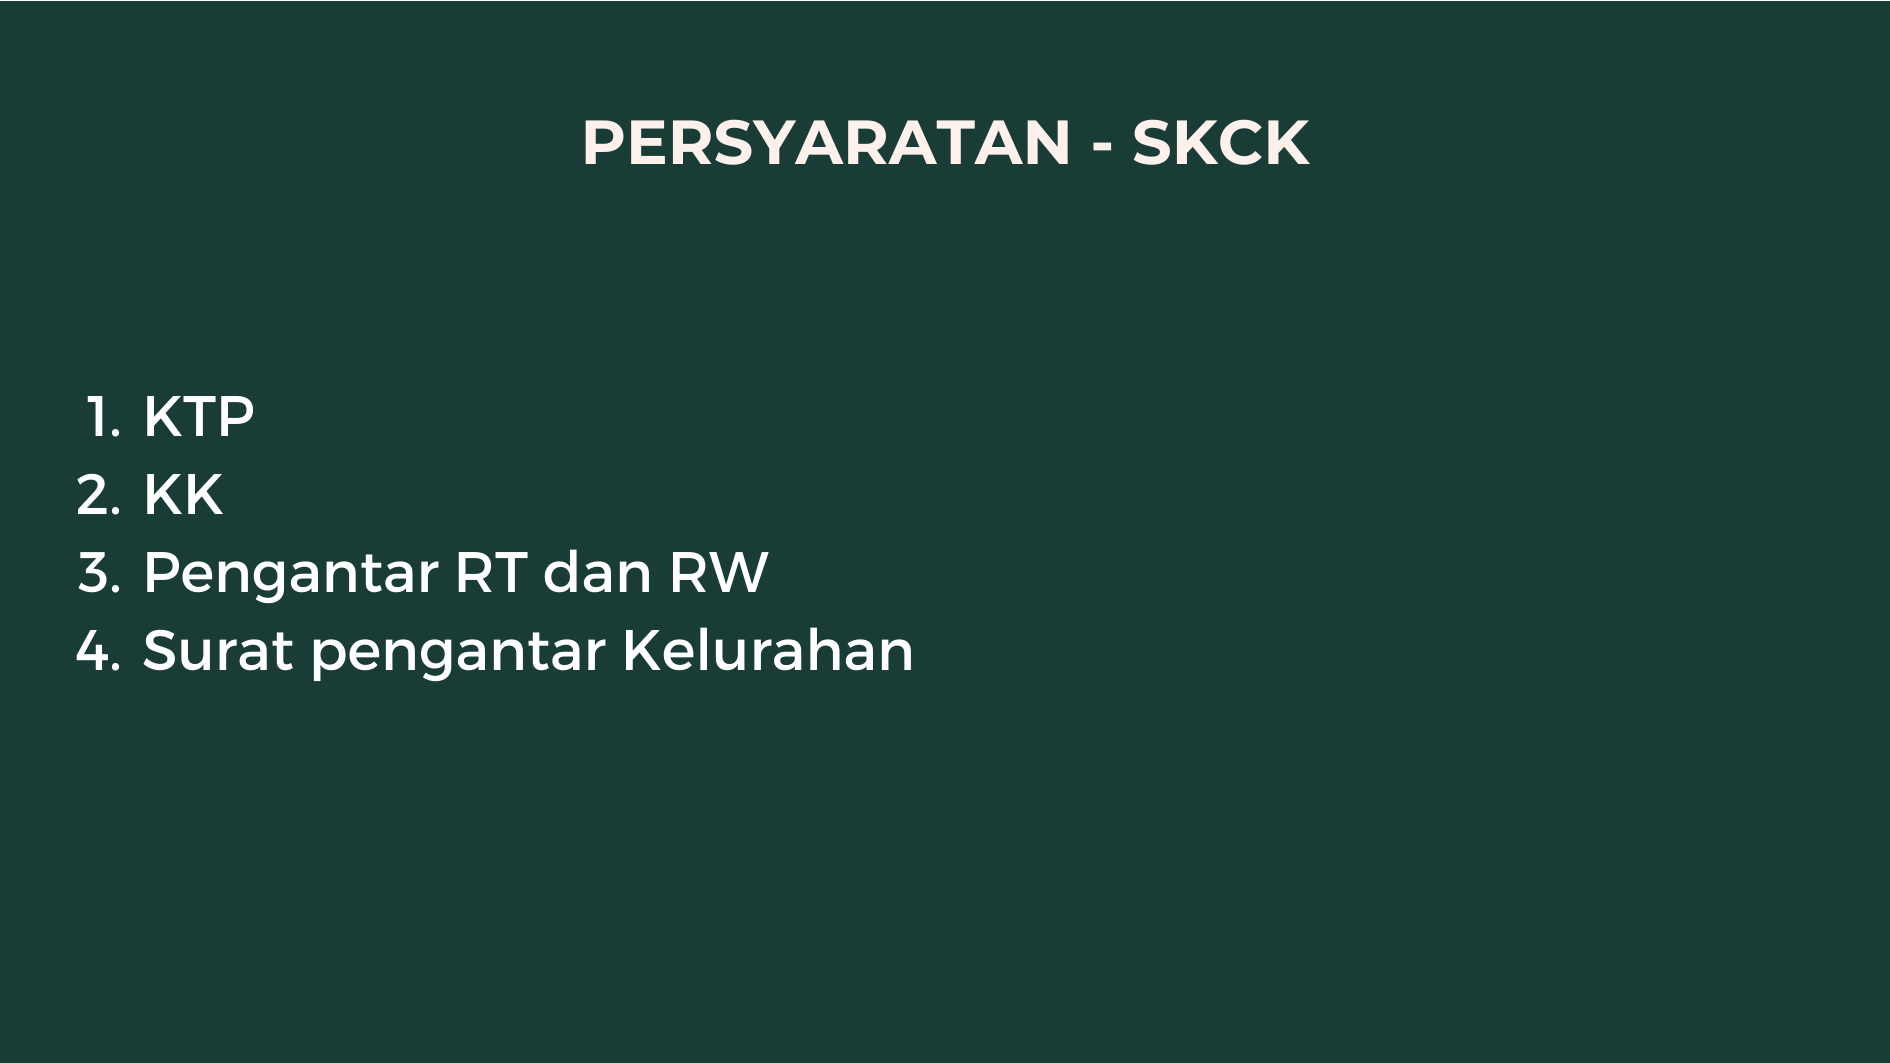 PERSYARATAN - SKCK
1. KTP
2. KK
3. Pengantar RT dan RW
4. Surat pengantar Kelurahan